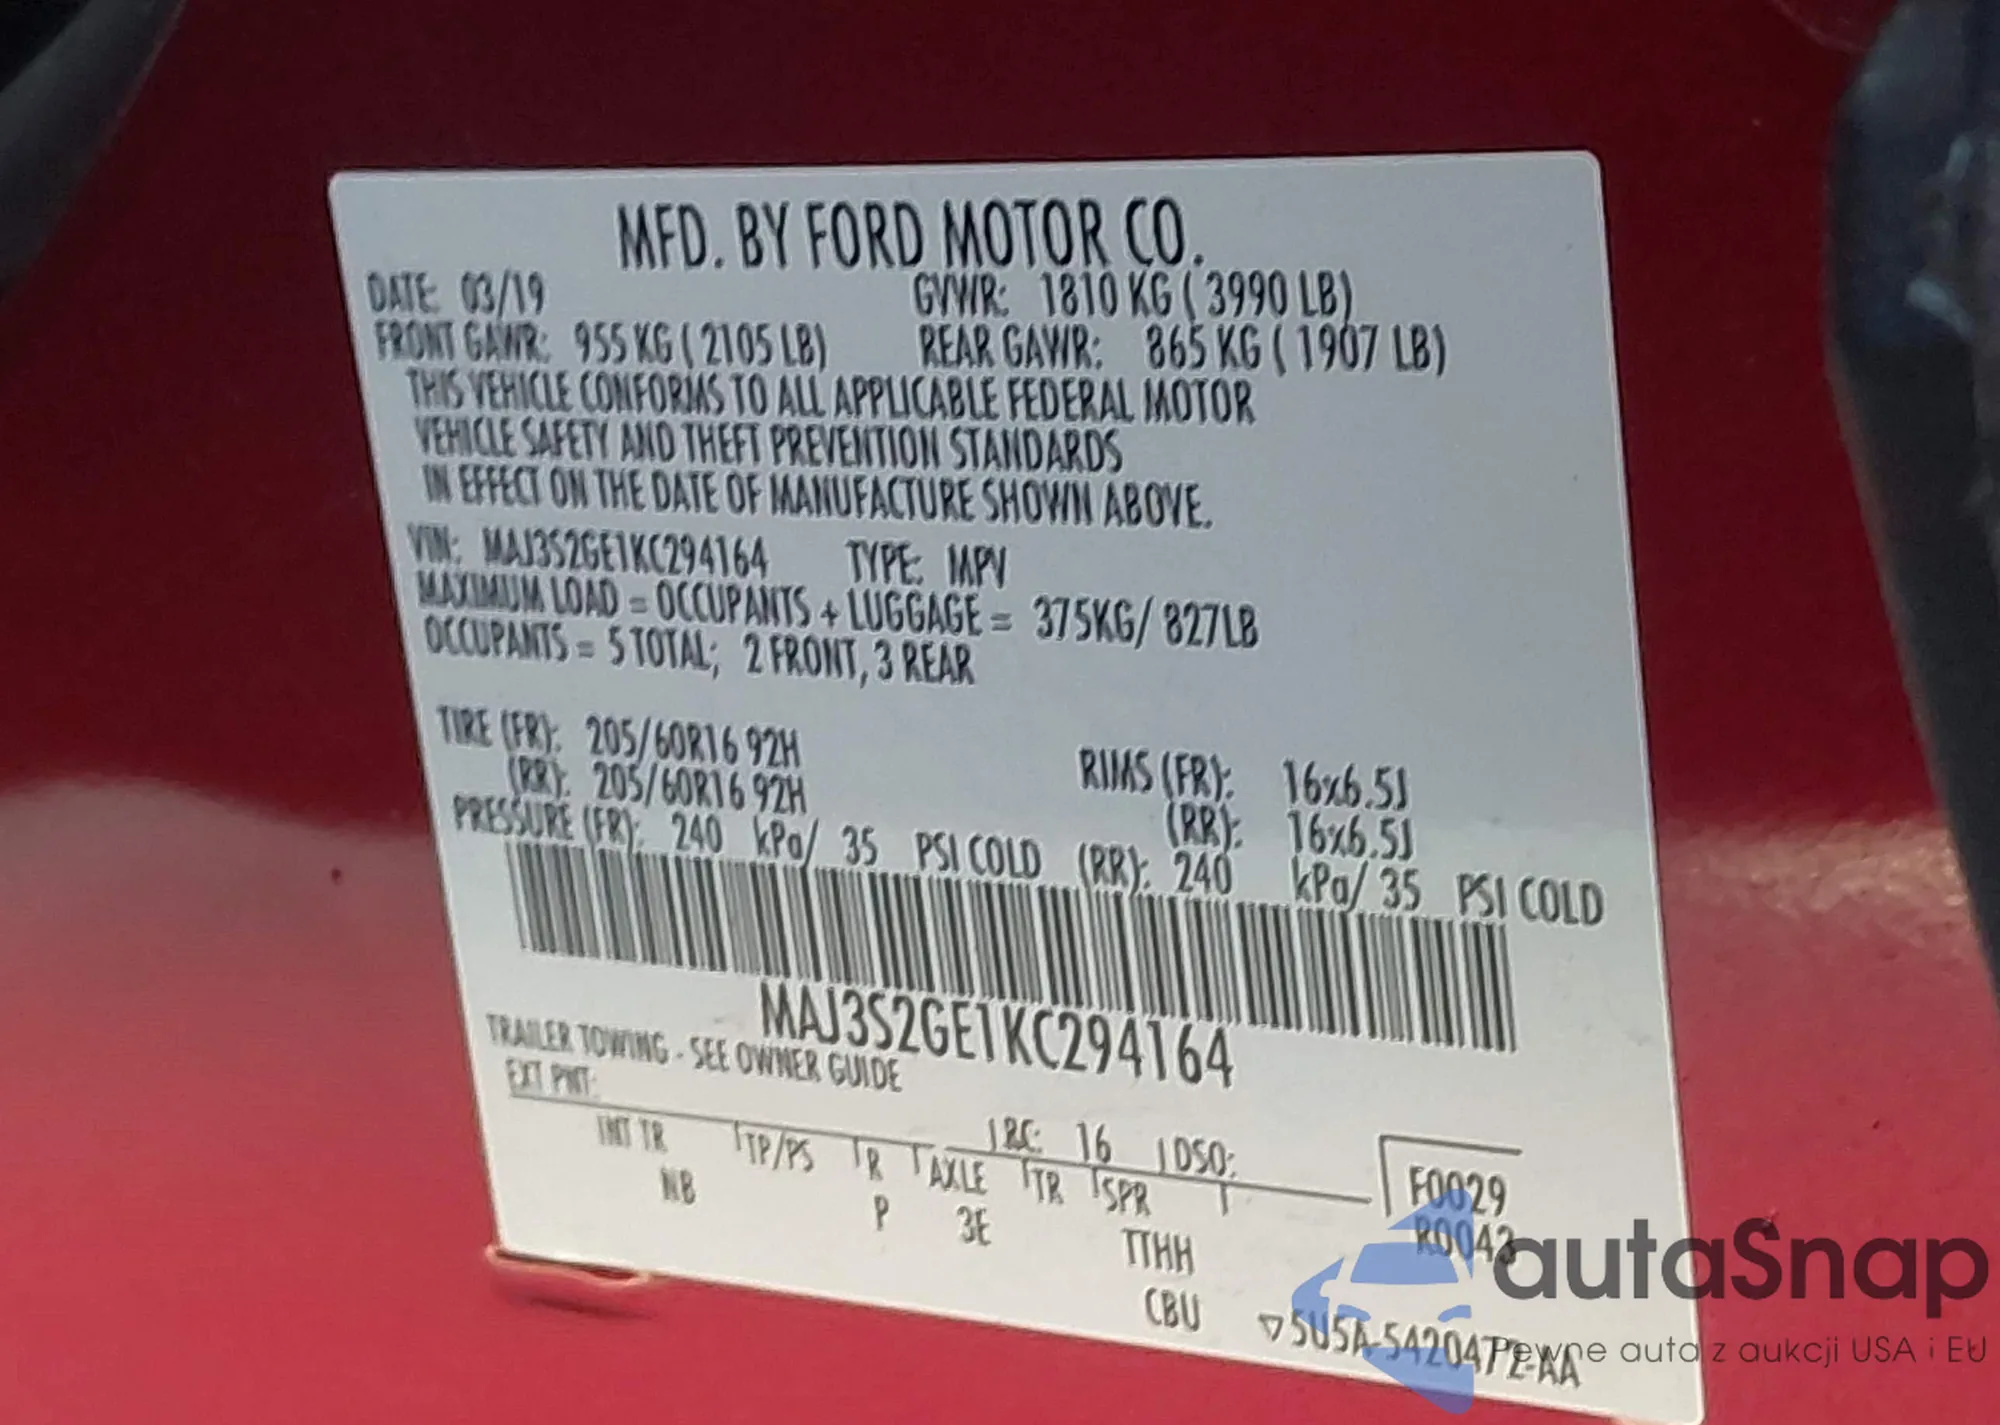 MFD. BY FORD MOTOR CO.
DATE: 03/19 GVWR: 1810 KG ( 3990 LB)
FRONT GAWR: 955 KG ( 2105 LB) REAR GAWR: 865 KG ( 1907 LB)
THIS VEHICLE CONFORMS TO ALL APPLICABLE FEDERAL MOTOR
VEHICLE SAFETY AND THEFT PREVENTION STANDARDS
IN EFFECT ON THE DATE OF MANUFACTURE SHOWN ABOVE.
VIN: MAJ3S2GE1KC294164 TYPE: MPV
MAXIMUM LOAD = OCCUPANTS + LUGGAGE = 375KG/ 827LB
OCCUPANTS = 5 TOTAL; 2 FRONT, 3 REAR
TIRE (FR): 205/60R16 92H RIMS (FR): 16x6.5J
(RR): 205/60R16 92H (RR): 16x6.5J
PRESSURE (FR): 240 kPa/ 35 PSI COLD (RR): 240 kPa/ 35 PSI COLD
MAJ3S2GE1KC294164
TRAILER TOWING - SEE OWNER GUIDE
EXT PNT: RC: 16 DSO:
INT TR TP/PS R AXLE TR SPR F0029
NB P 3E TTHH R0043
CBU 5U5A-5420472-AA
autaSnap
Pewne auta z aukcji USA i EU